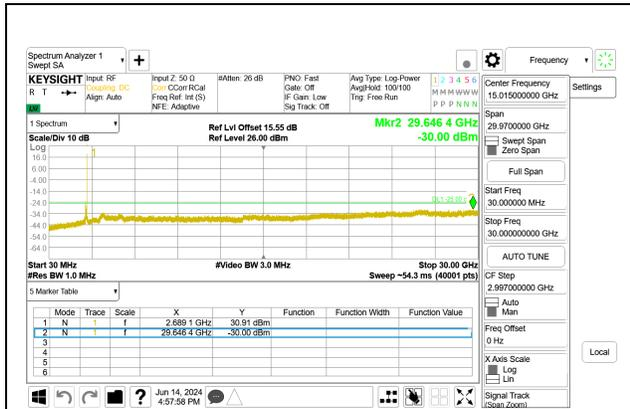 Spectrum Analyzer 1
Swept SA
Frequency
KEYSIGHT
R T
Input: RF
Coupling: DC
Align: Auto
Input Z: 50 Ω
Corr CCorr RCal
Freq Ref: Int (S)
NFE: Adaptive
#Atten: 26 dB
PNO: Fast
Gate: Off
IF Gain: Low
Sig Track: Off
Avg Type: Log-Power
Avg|Hold: 100/100
Trig: Free Run
1 2 3 4 5 6
M M W W W
P P P N N N
Settings
Center Frequency
15.015000000 GHz
Span
29.9700000 GHz
Swept Span
Zero Span
Full Span
Start Freq
30.000000 MHz
Stop Freq
30.000000000 GHz
AUTO TUNE
CF Step
2.997000000 GHz
Auto
Man
Freq Offset
0 Hz
X Axis Scale
Log
Lin
Signal Track
(Span Zoom)
Local
1 Spectrum
Scale/Div 10 dB
Ref Lvl Offset 15.55 dB
Ref Level 26.00 dBm
Mkr2 29.646 4 GHz
-30.00 dBm
Log
16.0
6.00
-4.00
-14.0
-24.0
-34.0
-44.0
-54.0
-64.0
1
DL1 -25.00
Start 30 MHz
#Res BW 1.0 MHz
#Video BW 3.0 MHz
Stop 30.00 GHz
Sweep ~54.3 ms (40001 pts)
5 Marker Table
Mode Trace Scale X Y Function Function Width Function Value
1 N 1 f 2.689 1 GHz 30.91 dBm
2 N 1 f 29.646 4 GHz -30.00 dBm
3
4
5
6
?
Jun 14, 2024
4:57:58 PM